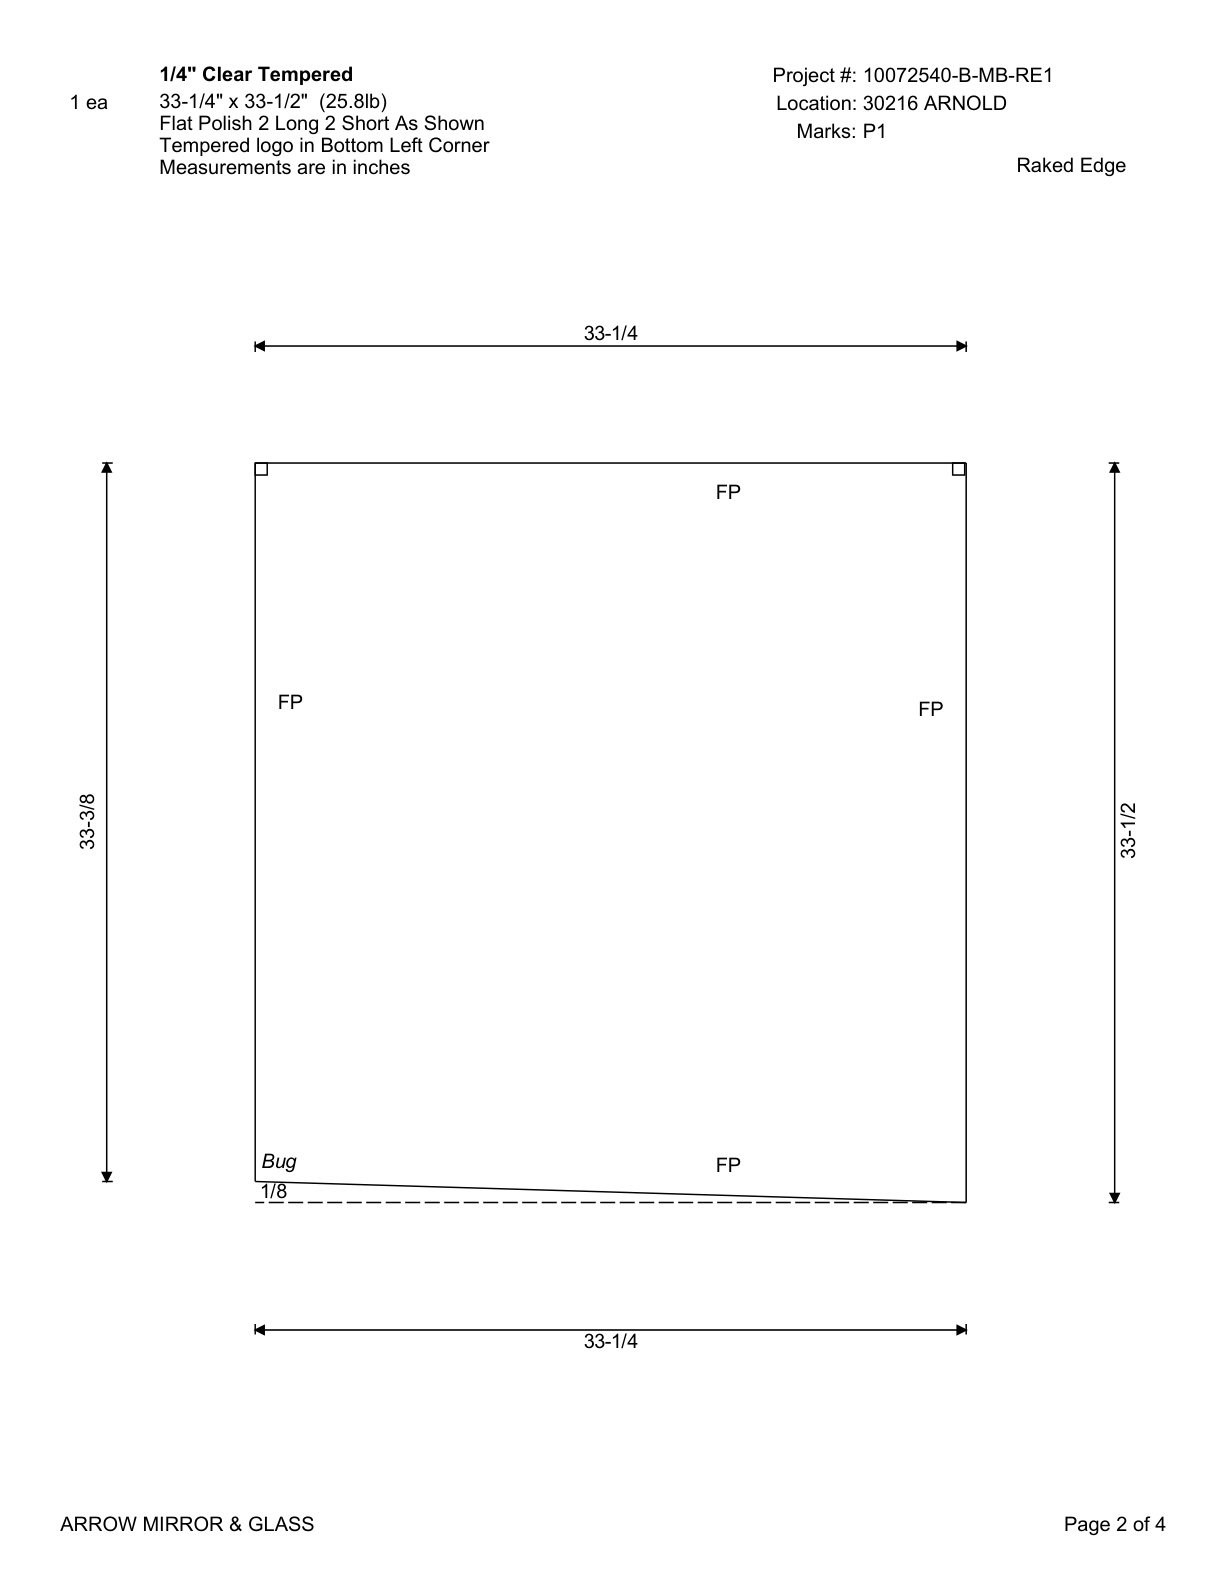 1/4" Clear Tempered
1 ea
33-1/4" x 33-1/2" (25.8lb)
Flat Polish 2 Long 2 Short As Shown
Tempered logo in Bottom Left Corner
Measurements are in inches
Project #: 10072540-B-MB-RE1
Location: 30216 ARNOLD
Marks: P1
Raked Edge
33-1/4
FP
FP
FP
33-3/8
33-1/2
Bug
FP
1/8
33-1/4
ARROW MIRROR & GLASS
Page 2 of 4